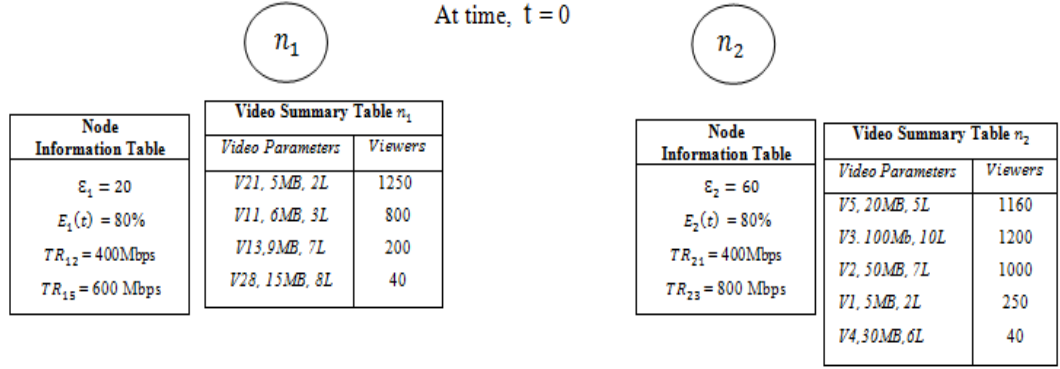 At time, t = 0
n₁
n₂
Node
Information Table
Ɛ₁ = 20
E₁(t) = 80%
TR₁₂ = 400Mbps
TR₁₅ = 600 Mbps
Video Summary Table n₁
Video Parameters Viewers
V21, 5MB, 2L 1250
V11, 6MB, 3L 800
V13,9MB, 7L 200
V28, 15MB, 8L 40
Node
Information Table
Ɛ₂ = 60
E₂(t) = 80%
TR₂₁ = 400Mbps
TR₂₃ = 800 Mbps
Video Summary Table n₂
Video Parameters Viewers
V5, 20MB, 5L 1160
V3. 100Mb, 10L 1200
V2, 50MB, 7L 1000
V1, 5MB, 2L 250
V4,30MB,6L 40